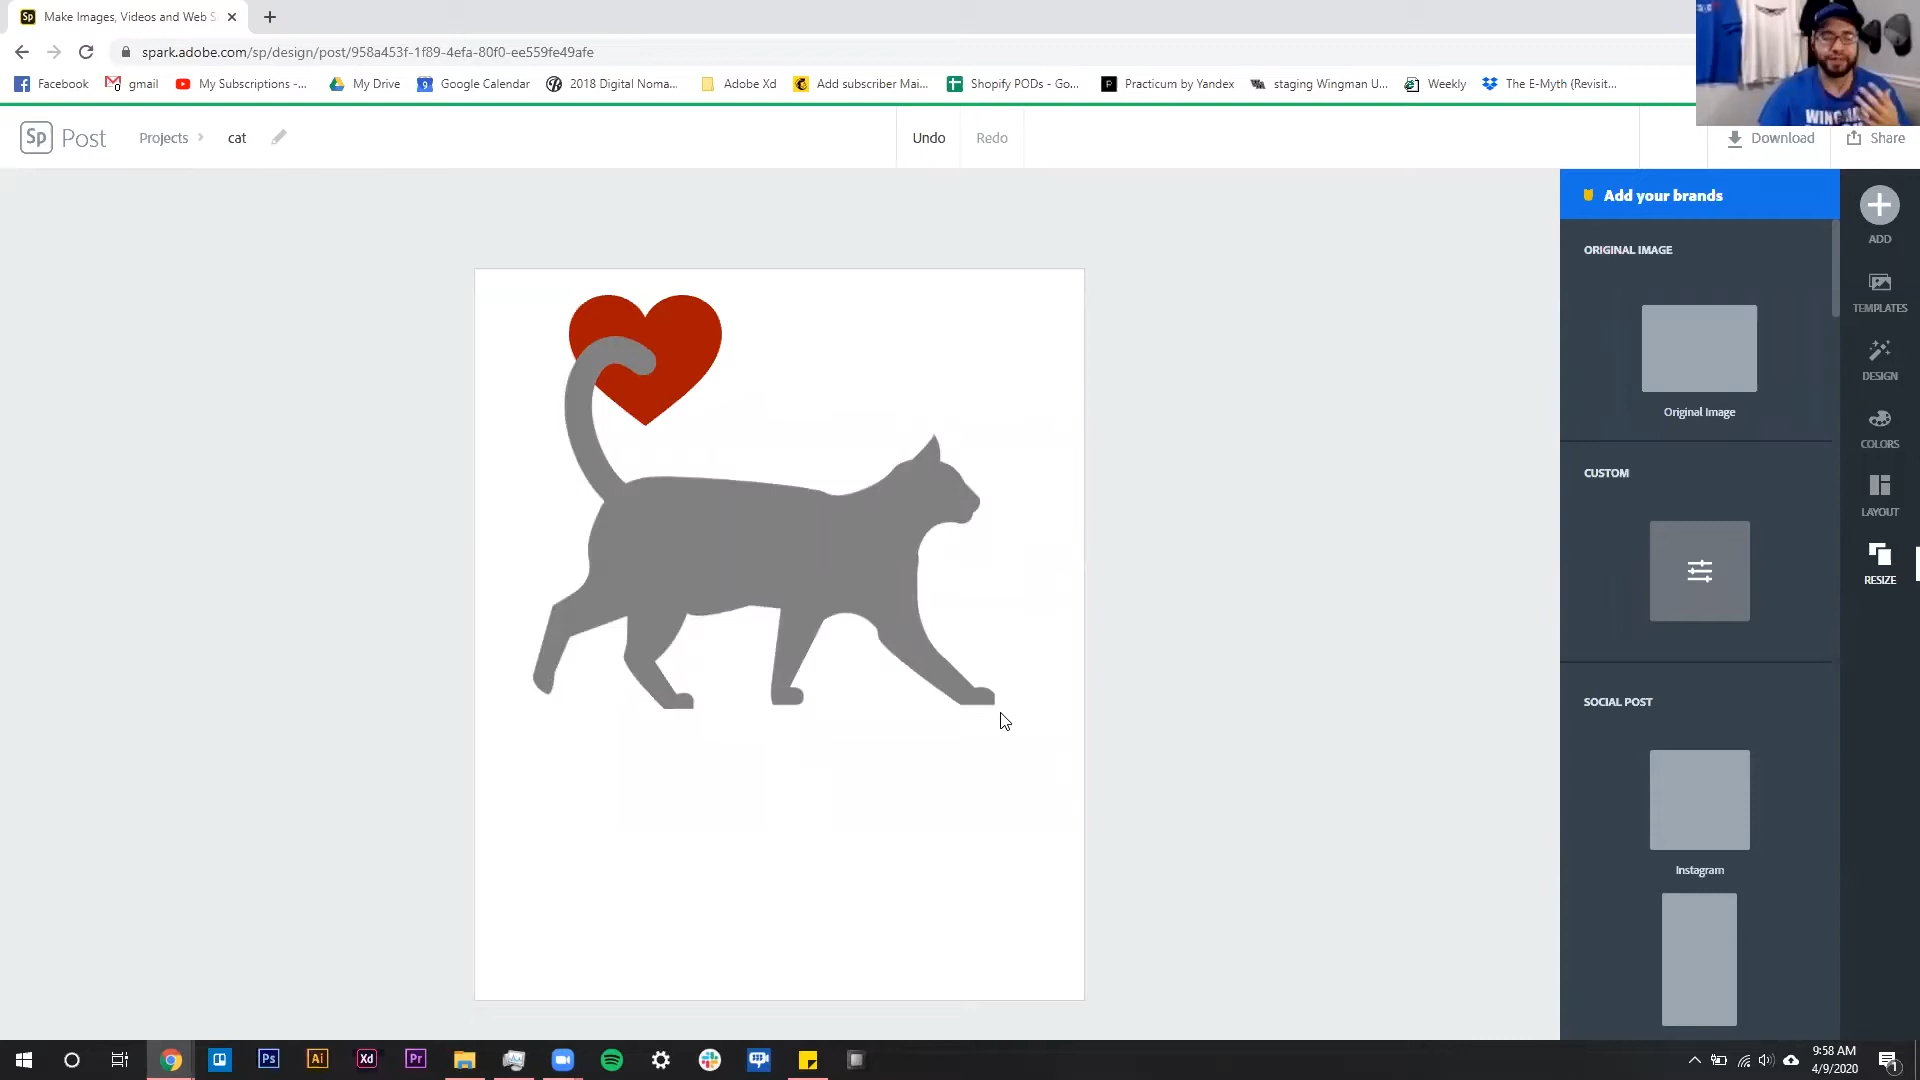 Sp Make Images, Videos and Web S
spark.adobe.com/sp/design/post/958a453f-1f89-4efa-80f0-ee559fe49afe
Facebook gmail My Subscriptions -... My Drive 9 Google Calendar 2018 Digital Noma... Adobe Xd Add subscriber Mai... Shopify PODs - Go... P Practicum by Yandex staging Wingman U... Weekly The E-Myth (Revisit...
Sp Post Projects cat Undo Redo Download Share
Add your brands
ORIGINAL IMAGE
Original Image
CUSTOM
SOCIAL POST
Instagram
ADD
TEMPLATES
DESIGN
COLORS
LAYOUT
RESIZE
Ps Ai Xd Pr
9:58 AM
4/9/2020
1